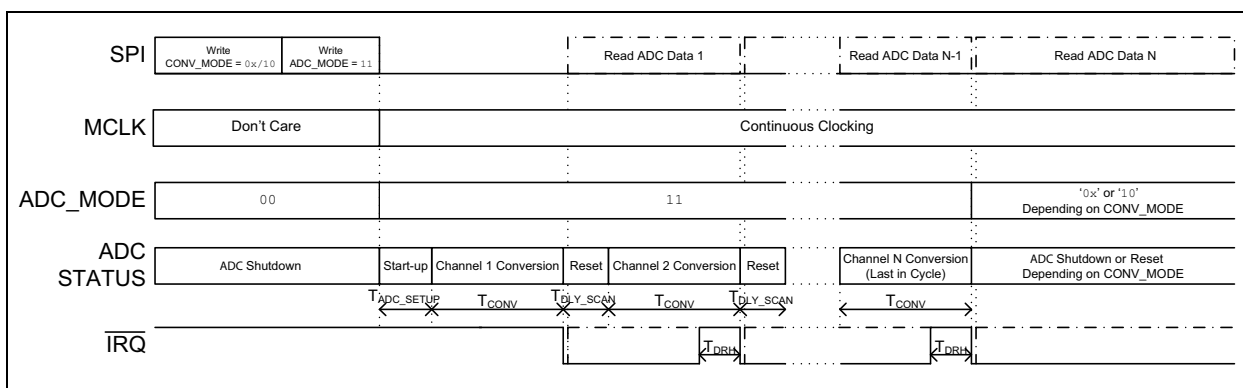 SPI
Write
CONV_MODE = 0x/10
Write
ADC_MODE = 11
Read ADC Data 1
Read ADC Data N-1
Read ADC Data N
MCLK
Don't Care
Continuous Clocking
ADC_MODE
00
11
'0x' or '10'
Depending on CONV_MODE
ADC
STATUS
ADC Shutdown
Start-up
Channel 1 Conversion
Reset
Channel 2 Conversion
Reset
Channel N Conversion
(Last in Cycle)
ADC Shutdown or Reset
Depending on CONV_MODE
TADC_SETUP
TCONV
TDLY_SCAN
TCONV
TDLY_SCAN
TCONV
IRQ
TDRH
TDRH